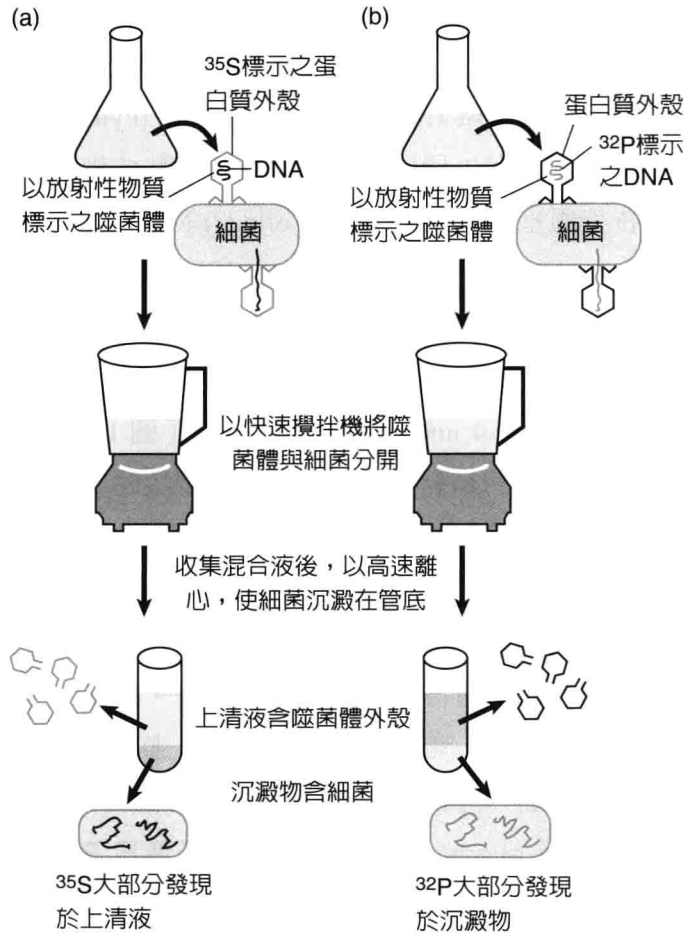 (a)
³⁵S標示之蛋
白質外殼
DNA
以放射性物質
標示之噬菌體
細菌
(b)
蛋白質外殼
³²P標示
之DNA
以放射性物質
標示之噬菌體
細菌
以快速攪拌機將噬
菌體與細菌分開
收集混合液後，以高速離
心，使細菌沉澱在管底
上清液含噬菌體外殼
沉澱物含細菌
³⁵S大部分發現
於上清液
³²P大部分發現
於沉澱物